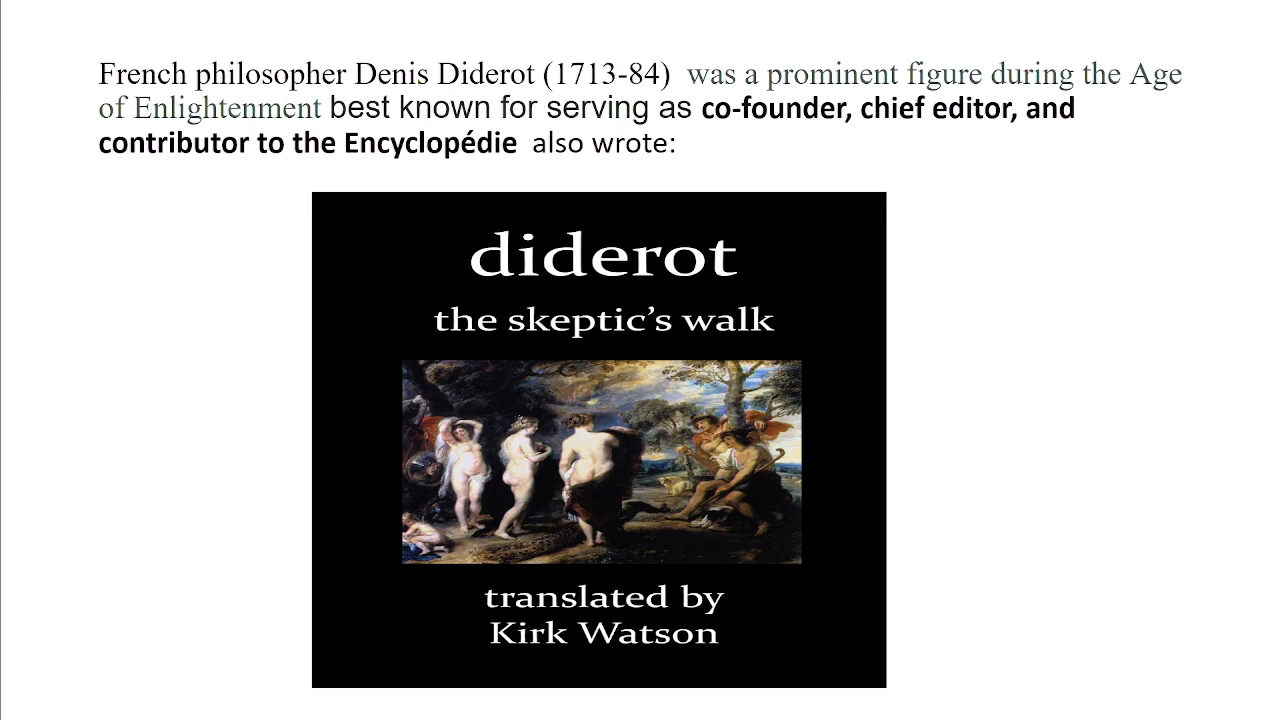 French philosopher Denis Diderot (1713-84) was a prominent figure during the Age
of Enlightenment best known for serving as co-founder, chief editor, and
contributor to the Encyclopédie also wrote:
diderot
the skeptic’s walk
translated by
Kirk Watson